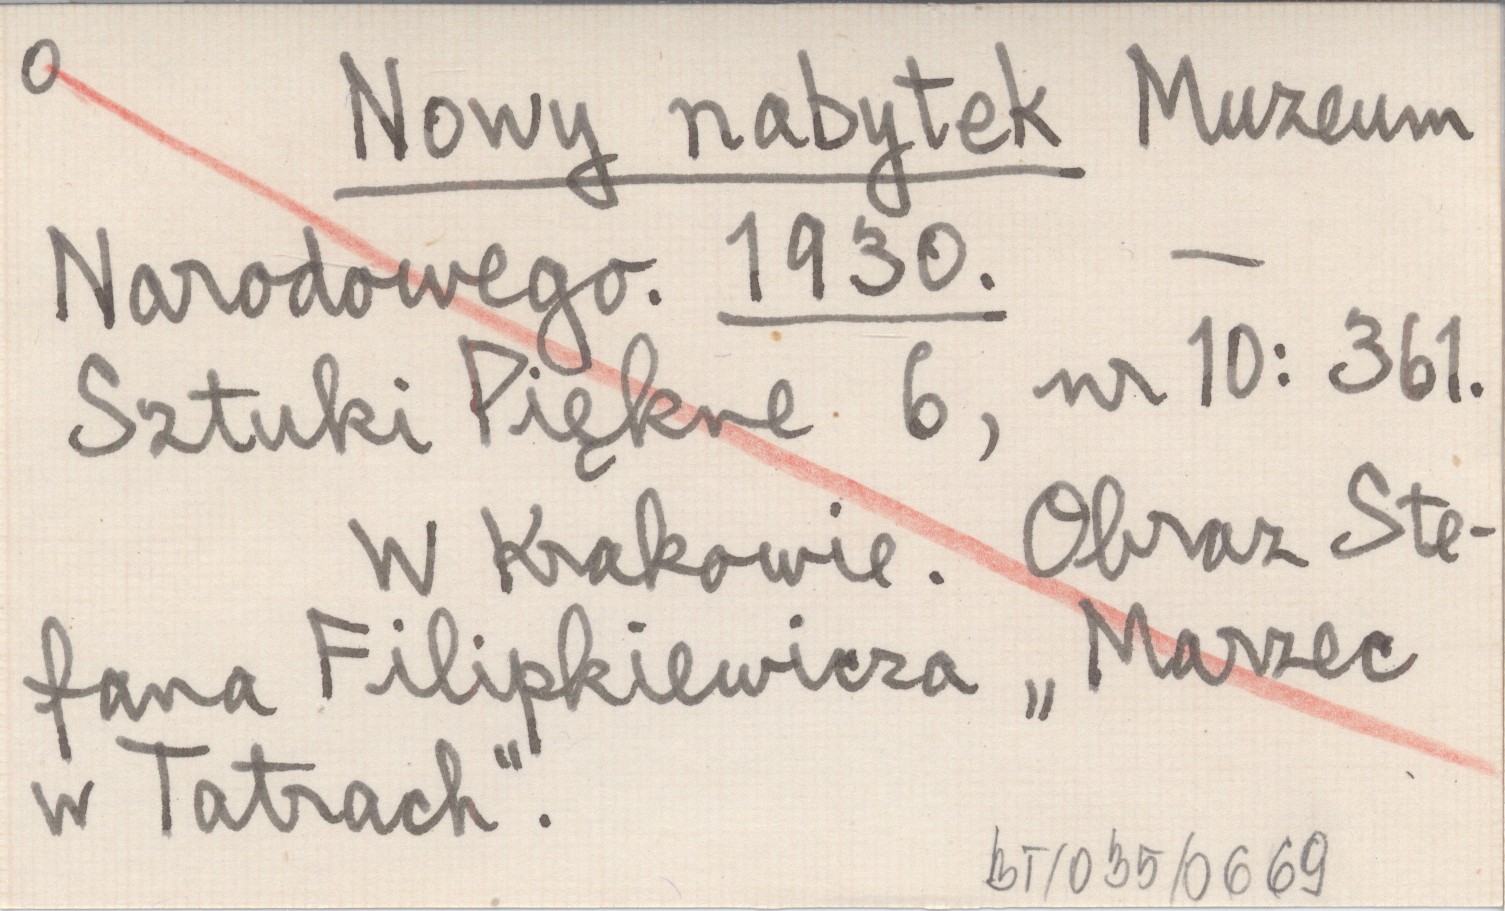 O
Nowy nabytek Muzeum
Narodowego. 1930. —
Sztuki Piękne 6, nr 10: 361.
W Krakowie. Obraz Ste-
fana Filipkiewicza „Marzec
w Tatrach".
BT/035/0669